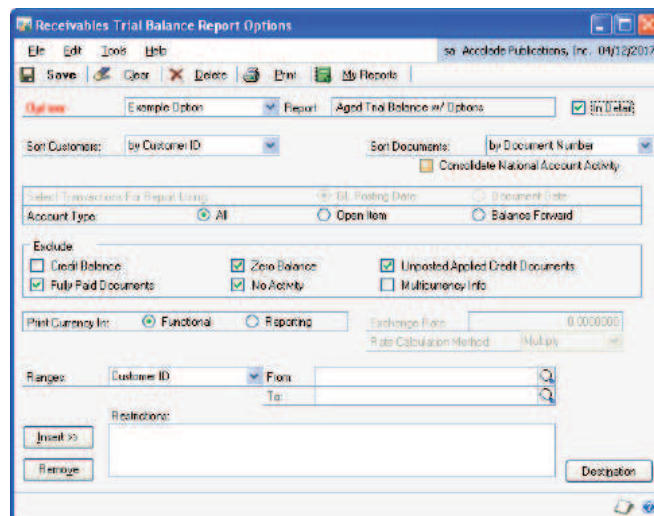 Receivables Trial Balance Report Options
File Edit Tools Help sa Accolade Publications, Inc. 04/12/2017
Save Clear Delete Print My Reports
Option: Example Option Report Aged Trial Balance w/ Options In Detail
Sort Customers: by Customer ID Sort Documents: by Document Number
Consolidate National Account Activity
Select Transactions For Report Using: GL Posting Date Document Date
Account Type: All Open Item Balance Forward
Exclude
Credit Balance Zero Balance Unposted Applied Credit Documents
Fully Paid Documents No Activity Multicurrency Info
Print Currency In: Functional Reporting Exchange Rate 0.0000000
Rate Calculation Method: Multiply
Ranges: Customer ID From:
To:
Restrictions:
Insert >>
Remove
Destination